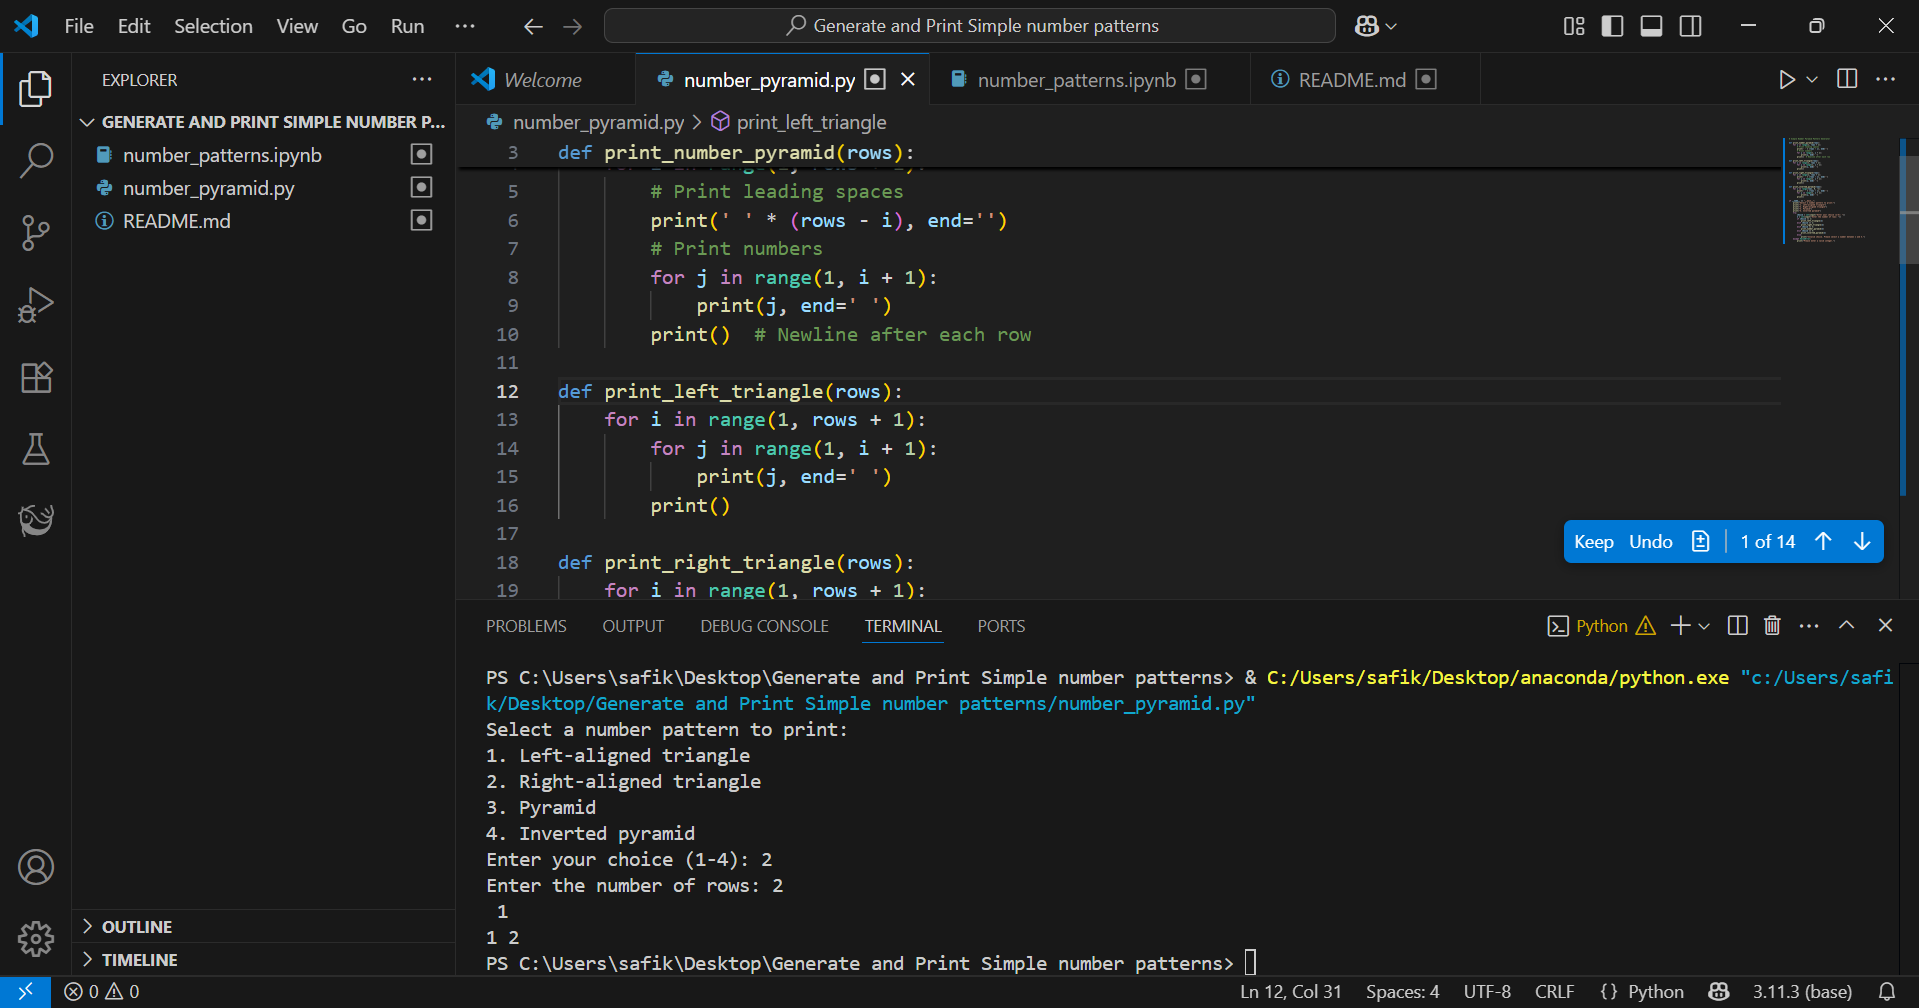 File Edit Selection View Go Run ··· Generate and Print Simple number patterns
EXPLORER ···
GENERATE AND PRINT SIMPLE NUMBER P...
number_patterns.ipynb
number_pyramid.py
README.md
OUTLINE
TIMELINE
Welcome number_pyramid.py number_patterns.ipynb README.md
number_pyramid.py > print_left_triangle
3 def print_number_pyramid(rows):
5 # Print leading spaces
6 print(' ' * (rows - i), end='')
7 # Print numbers
8 for j in range(1, i + 1):
9 print(j, end=' ')
10 print()  # Newline after each row
11
12 def print_left_triangle(rows):
13 for i in range(1, rows + 1):
14 for j in range(1, i + 1):
15 print(j, end=' ')
16 print()
17
18 def print_right_triangle(rows):
19 for i in range(1, rows + 1):
Keep Undo 1 of 14
PROBLEMS OUTPUT DEBUG CONSOLE TERMINAL PORTS Python
PS C:\Users\safik\Desktop\Generate and Print Simple number patterns> & C:/Users/safik/Desktop/anaconda/python.exe "c:/Users/safi
k/Desktop/Generate and Print Simple number patterns/number_pyramid.py"
Select a number pattern to print:
1. Left-aligned triangle
2. Right-aligned triangle
3. Pyramid
4. Inverted pyramid
Enter your choice (1-4): 2
Enter the number of rows: 2
 1
1 2
PS C:\Users\safik\Desktop\Generate and Print Simple number patterns>
0 0 Ln 12, Col 31 Spaces: 4 UTF-8 CRLF {} Python 3.11.3 (base)